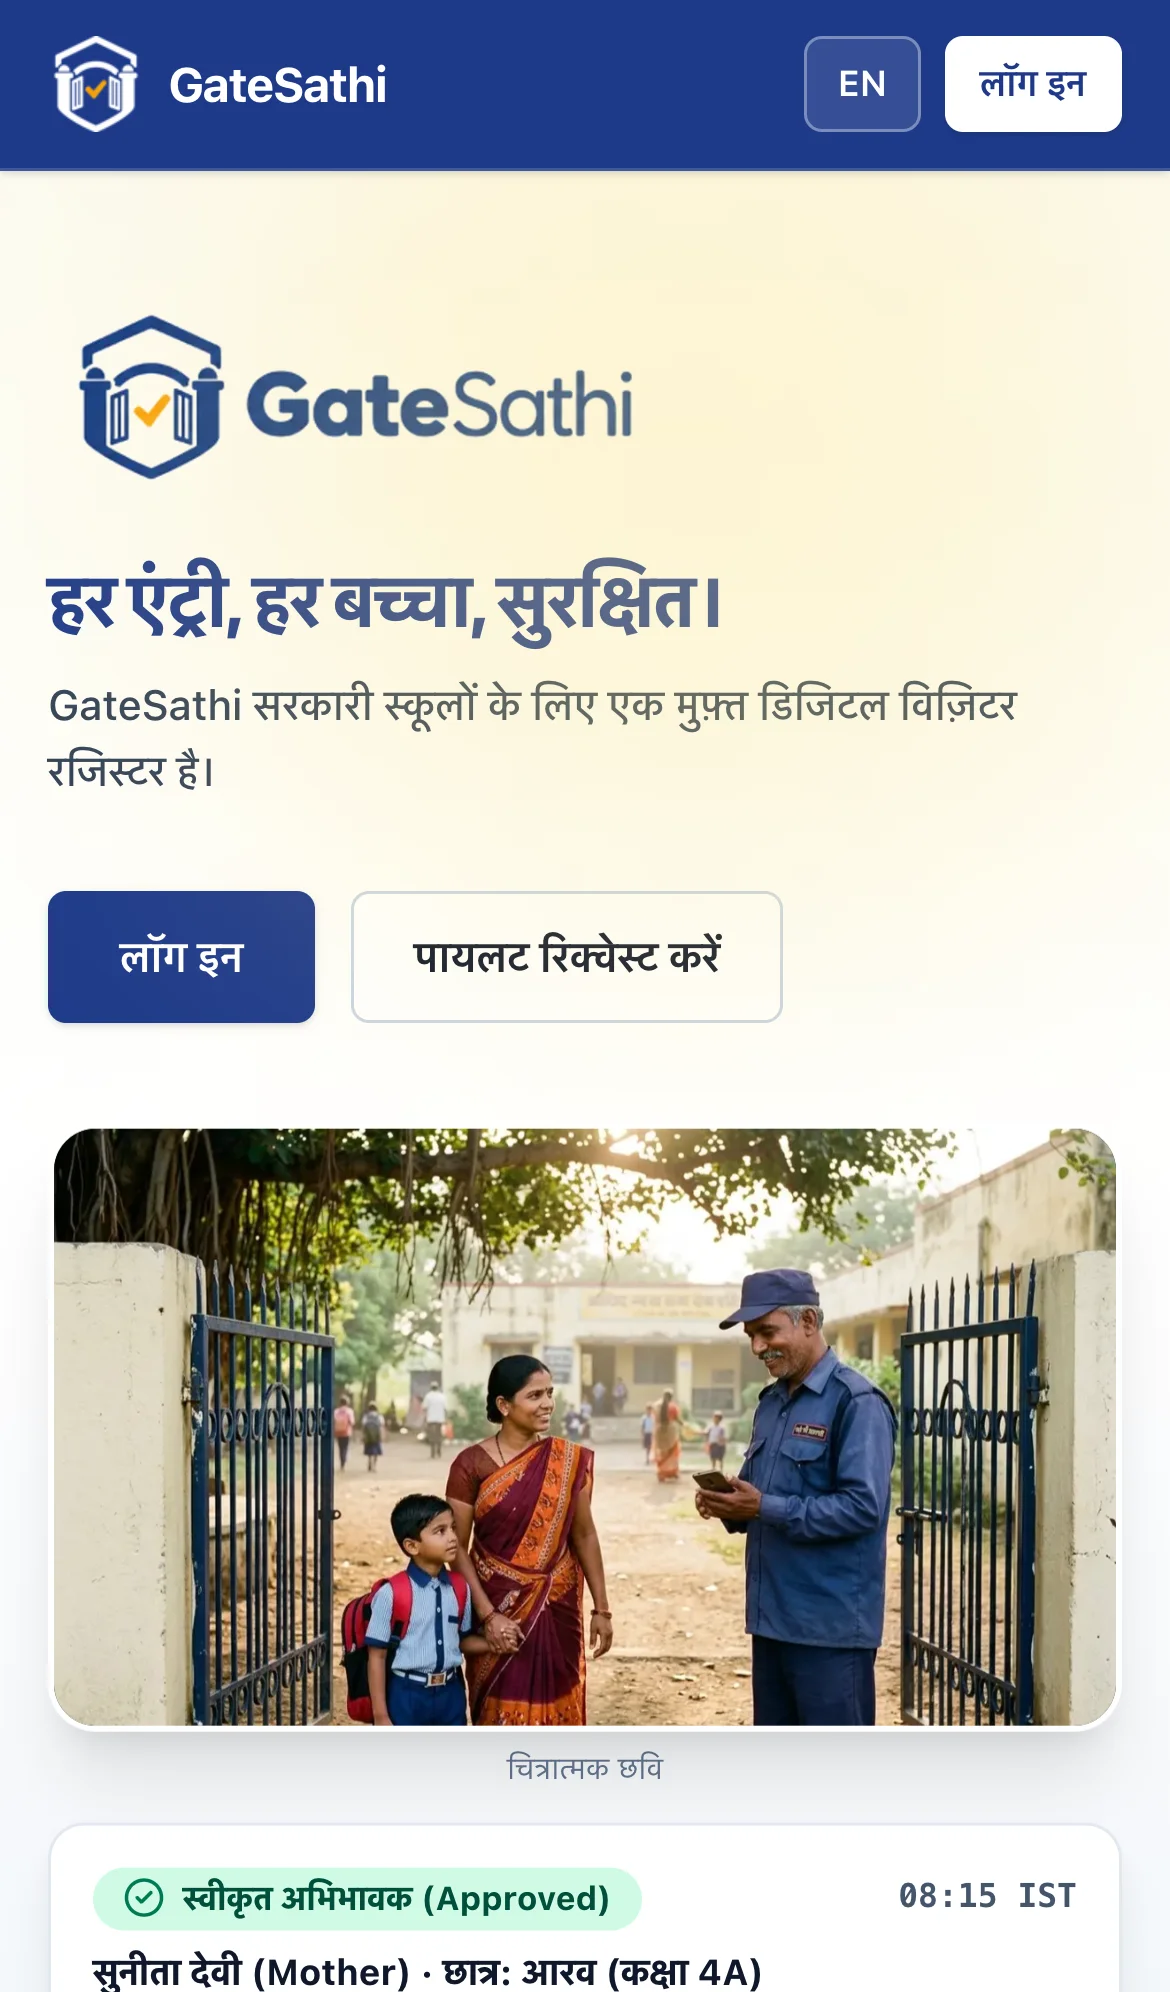 GateSathi
EN
लॉग इन
GateSathi
हर एंट्री, हर बच्चा, सुरक्षित।
GateSathi सरकारी स्कूलों के लिए एक मुफ़्त डिजिटल विज़िटर
रजिस्टर है।
लॉग इन
पायलट रिक्वेस्ट करें
चित्रात्मक छवि
स्वीकृत अभिभावक (Approved)
08:15 IST
सुनीता देवी (Mother) · छात्र: आरव (कक्षा 4A)